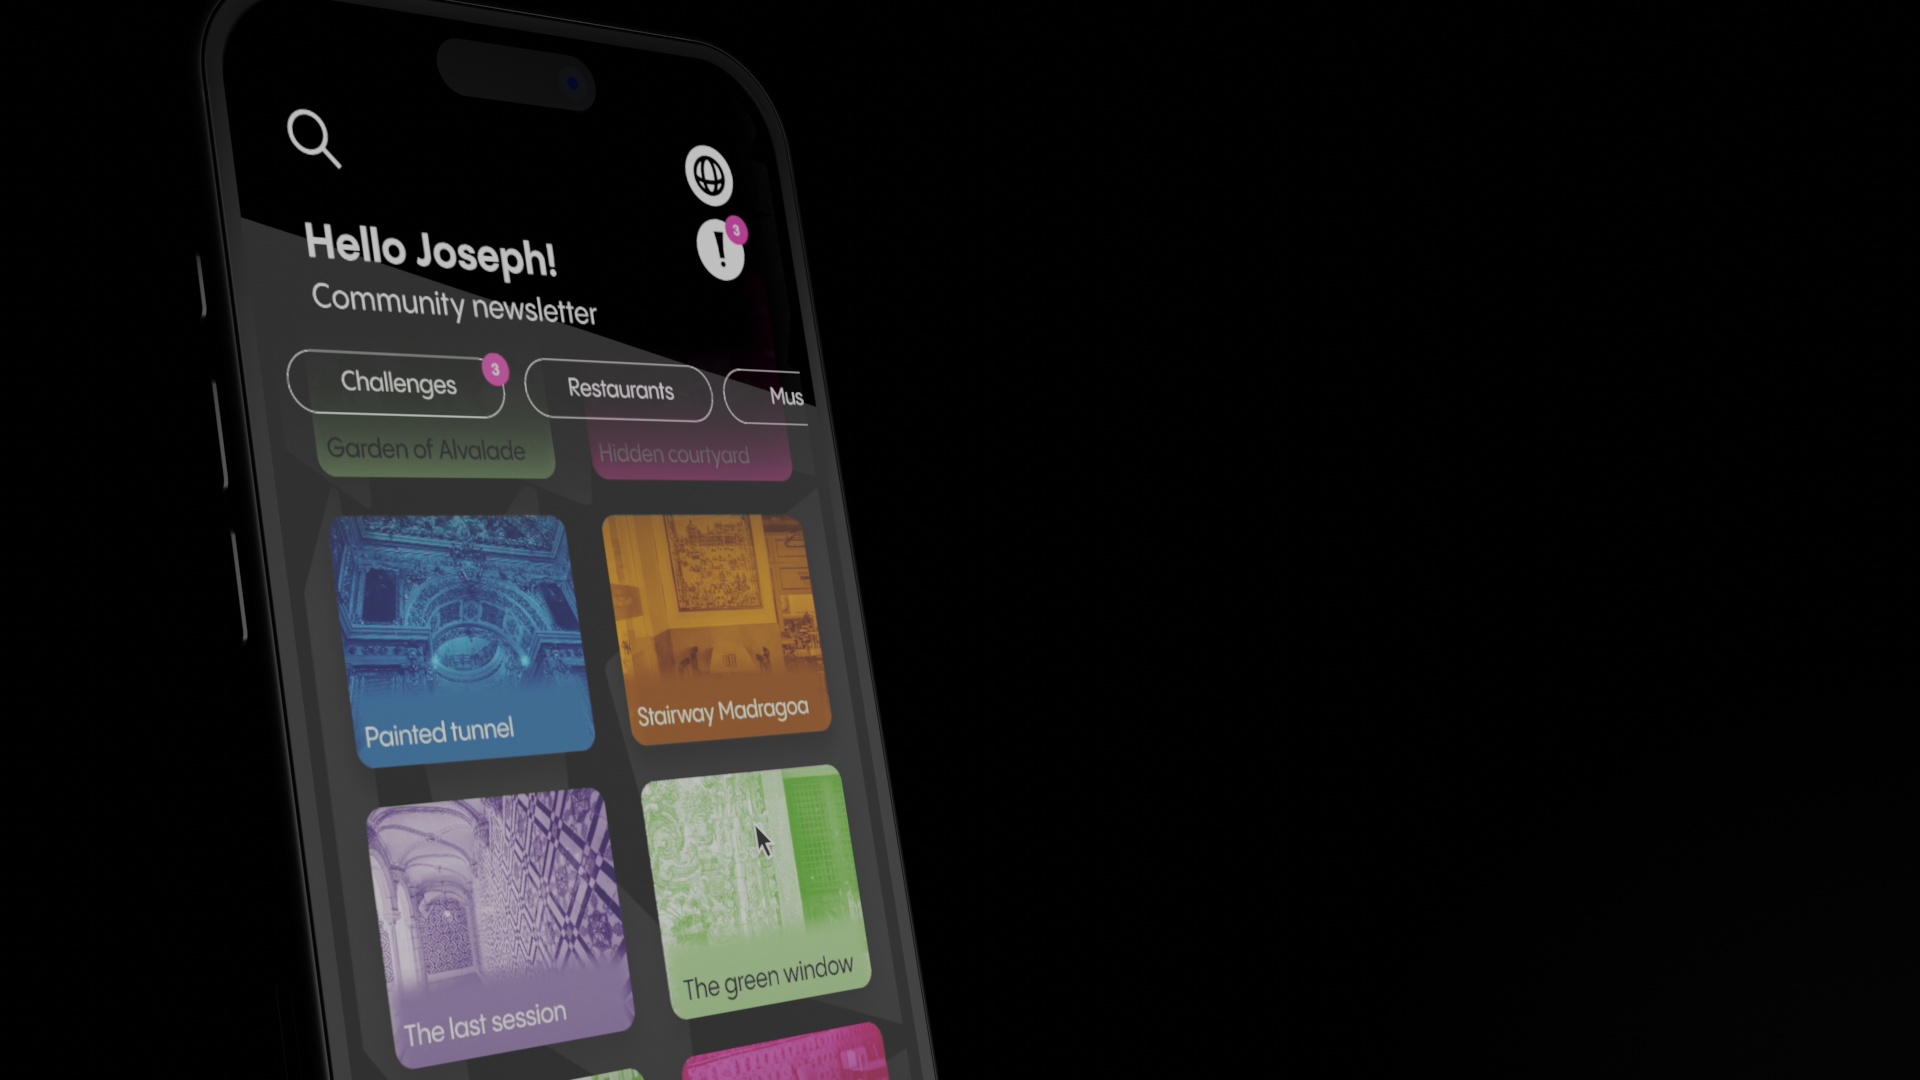 3
Hello Joseph!
Community newsletter
Challenges 3
Restaurants
Mus
Garden of Alvalade
Hidden courtyard
Painted tunnel
Stairway Madragoa
The last session
The green window